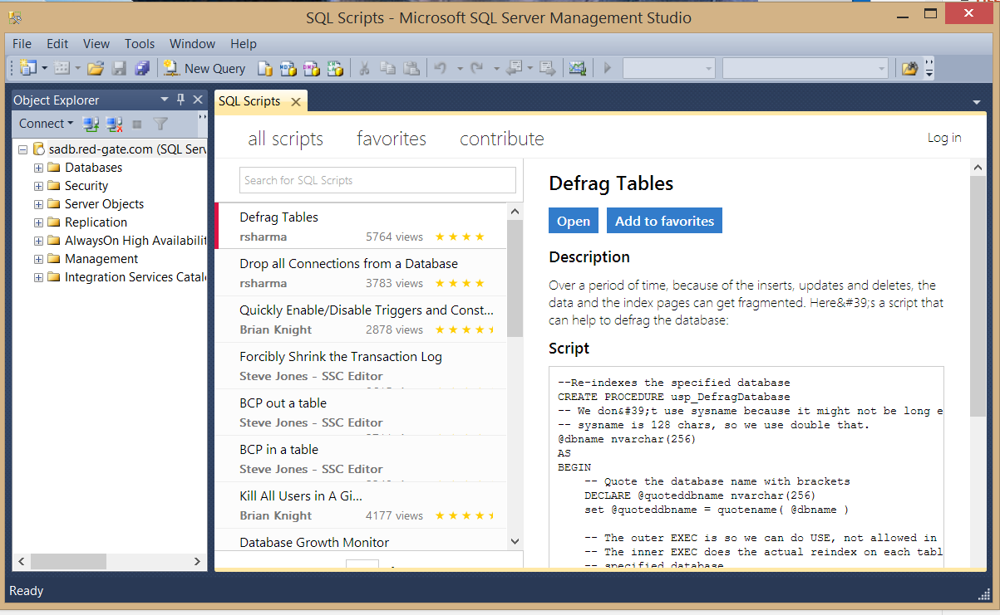 SQL Scripts - Microsoft SQL Server Management Studio
File Edit View Tools Window Help
New Query
Object Explorer
Connect
sadb.red-gate.com (SQL Serv
Databases
Security
Server Objects
Replication
AlwaysOn High Availabilit
Management
Integration Services Catal
SQL Scripts
all scripts favorites contribute
Log in
Search for SQL Scripts
Defrag Tables
rsharma 5764 views
Drop all Connections from a Database
rsharma 3783 views
Quickly Enable/Disable Triggers and Const...
Brian Knight 2878 views
Forcibly Shrink the Transaction Log
Steve Jones - SSC Editor
BCP out a table
Steve Jones - SSC Editor
BCP in a table
Steve Jones - SSC Editor
Kill All Users in A Gi...
Brian Knight 4177 views
Database Growth Monitor
Defrag Tables
Open Add to favorites
Description
Over a period of time, because of the inserts, updates and deletes, the
data and the index pages can get fragmented. Here&#39;s a script that
can help to defrag the database:
Script
--Re-indexes the specified database
CREATE PROCEDURE usp_DefragDatabase
-- We don&#39;t use sysname because it might not be long e
-- sysname is 128 chars, so we use double that.
@dbname nvarchar(256)
AS
BEGIN
-- Quote the database name with brackets
DECLARE @quoteddbname nvarchar(256)
set @quoteddbname = quotename( @dbname )
-- The outer EXEC is so we can do USE, not allowed in
-- The inner EXEC does the actual reindex on each tabl
-- specified database
Ready